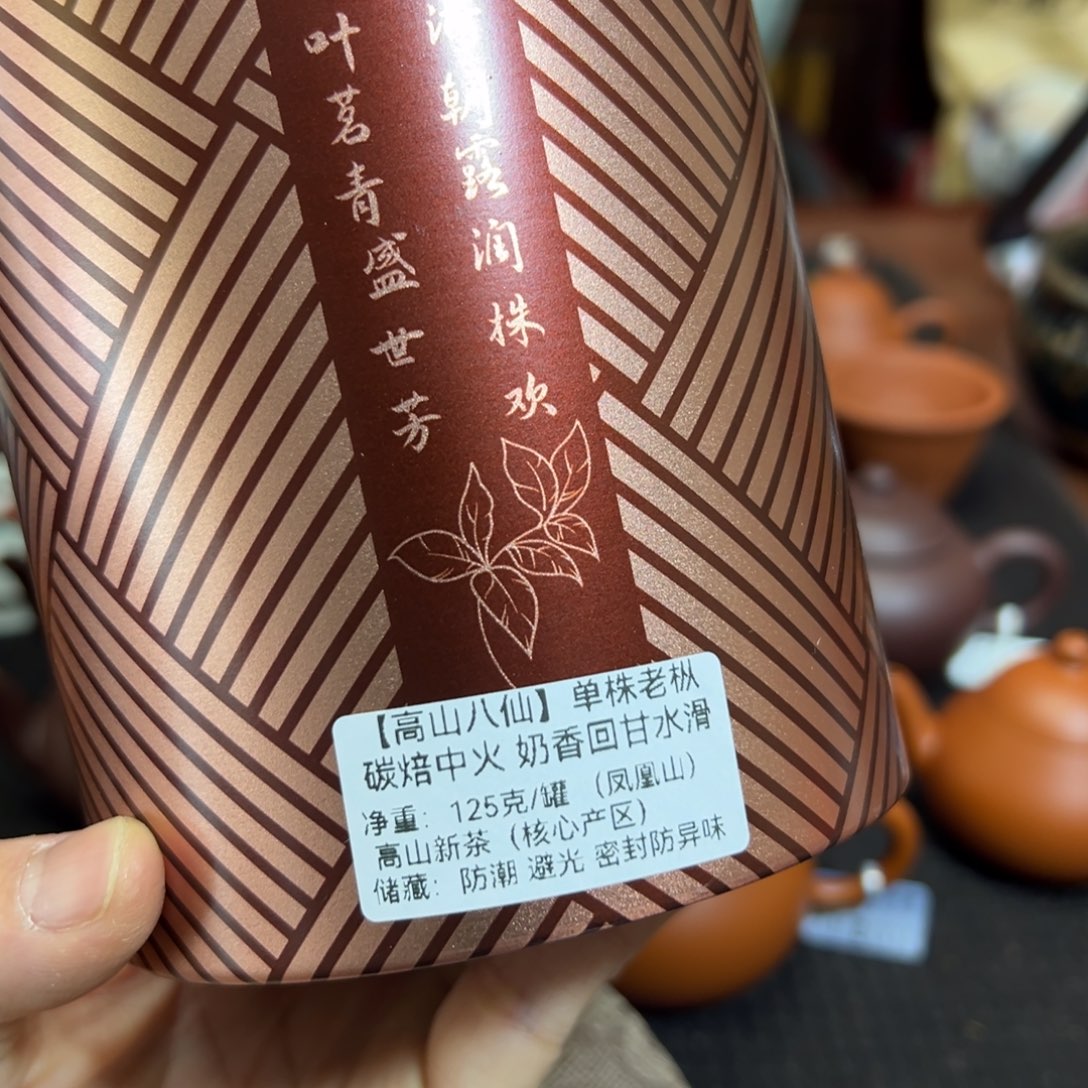 朝露润株欢
叶茗青盛世芳
【高山八仙】单株老枞
碳焙中火 奶香回甘水滑
净重：125克/罐 （凤凰山）
高山新茶（核心产区）
储藏：防潮 避光 密封防异味